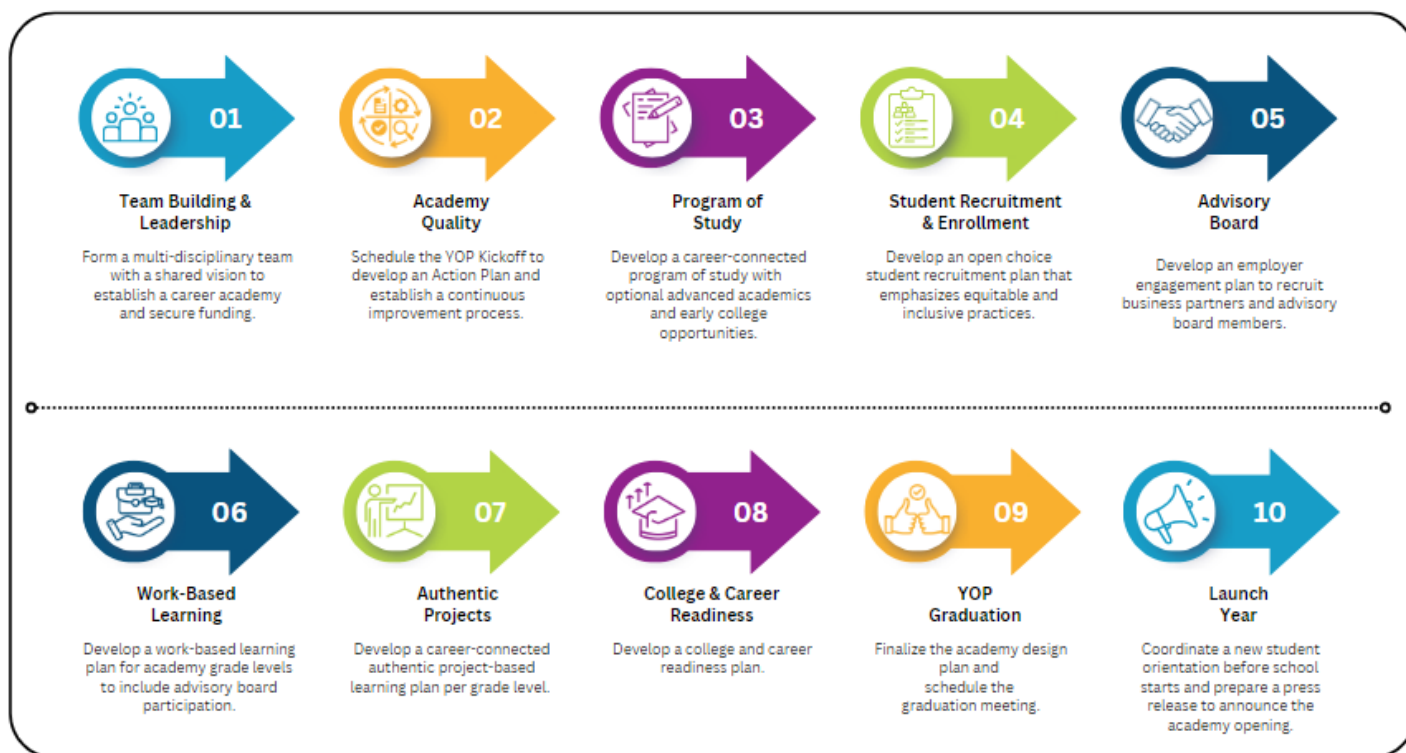 01
02
03
04
05
Team Building &
Leadership
Form a multi-disciplinary team
with a shared vision to
establish a career academy
and secure funding.
Academy
Quality
Schedule the YOP Kickoff to
develop an Action Plan and
establish a continuous
improvement process.
Program of
Study
Develop a career-connected
program of study with
optional advanced academics
and early college
opportunities.
Student Recruitment
& Enrollment
Develop an open choice
student recruitment plan that
emphasizes equitable and
inclusive practices.
Advisory
Board
Develop an employer
engagement plan to recruit
business partners and advisory
board members.
06
07
08
09
10
Work-Based
Learning
Develop a work-based learning
plan for academy grade levels
to include advisory board
participation.
Authentic
Projects
Develop a career-connected
authentic project-based
learning plan per grade level.
College & Career
Readiness
Develop a college and career
readiness plan.
YOP
Graduation
Finalize the academy design
plan and
schedule the
graduation meeting.
Launch
Year
Coordinate a new student
orientation before school
starts and prepare a press
release to announce the
academy opening.